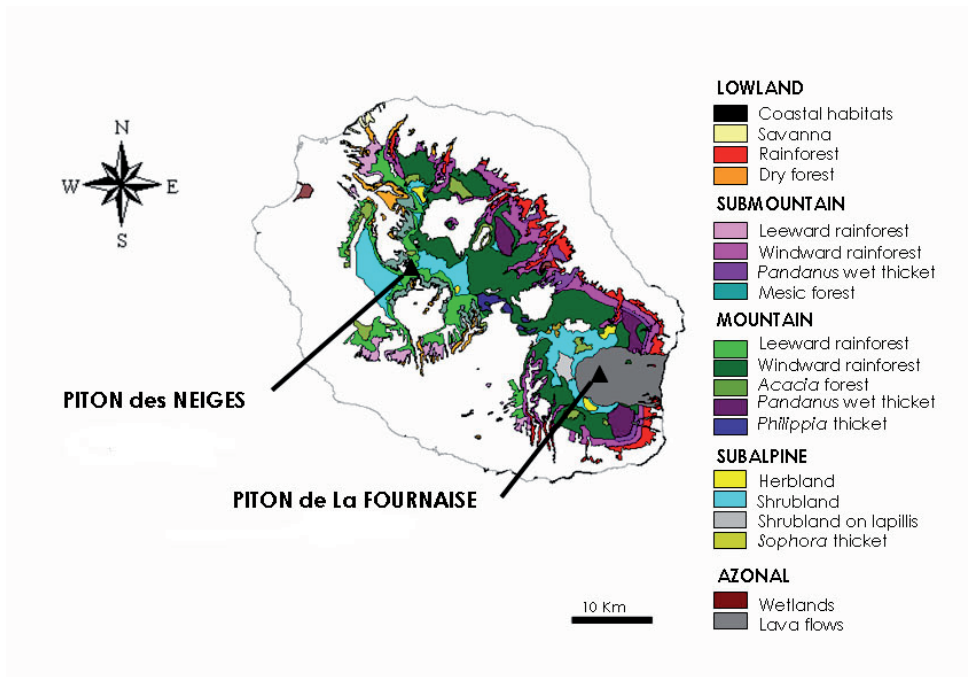 N
W
E
S
PITON des NEIGES
PITON de La FOURNAISE
10 Km
LOWLAND
Coastal habitats
Savanna
Rainforest
Dry forest
SUBMOUNTAIN
Leeward rainforest
Windward rainforest
Pandanus wet thicket
Mesic forest
MOUNTAIN
Leeward rainforest
Windward rainforest
Acacia forest
Pandanus wet thicket
Philippia thicket
SUBALPINE
Herbland
Shrubland
Shrubland on lapillis
Sophora thicket
AZONAL
Wetlands
Lava flows